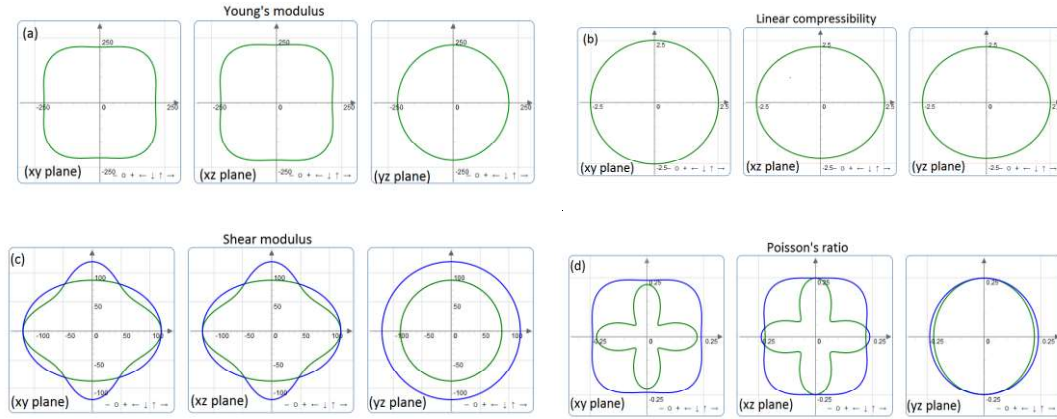 Young's modulus
(a)
250
-250
0
250
-250
(xy plane)
- o + ← ↓ ↑ →
250
-250
0
250
-250
(xz plane)
- o + ← ↓ ↑ →
250
-250
0
250
-250
(yz plane)
- o + ← ↓ ↑ →
Linear compressibility
(b)
2.5
-2.5
0
2.5
-2.5
(xy plane)
- o + ← ↓ ↑ →
2.5
-2.5
0
2.5
-2.5
(xz plane)
- o + ← ↓ ↑ →
2.5
-2.5
0
2.5
-2.5
(yz plane)
- o + ← ↓ ↑ →
Shear modulus
(c)
100
50
-100
-50
0
50
100
-50
-100
(xy plane)
- o + ← ↓ ↑ →
100
50
-100
-50
0
50
100
-50
-100
(xz plane)
- o + ← ↓ ↑ →
100
50
-100
-50
0
50
100
-50
-100
(yz plane)
- o + ← ↓ ↑ →
Poisson's ratio
(d)
0.25
-0.25
0
0.25
-0.25
(xy plane)
- o + ← ↓ ↑ →
0.25
-0.25
0
0.25
-0.25
(xz plane)
- o + ← ↓ ↑ →
0.25
-0.25
0
0.25
-0.25
(yz plane)
- o + ← ↓ ↑ →